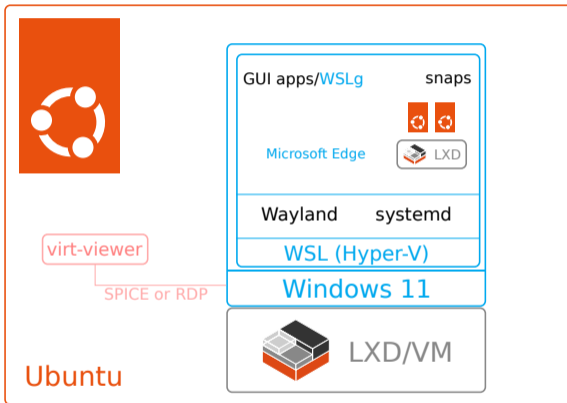 GUI apps/WSLg snaps
Microsoft Edge LXD
Wayland systemd
WSL (Hyper-V)
virt-viewer
SPICE or RDP
Windows 11
LXD/VM
Ubuntu